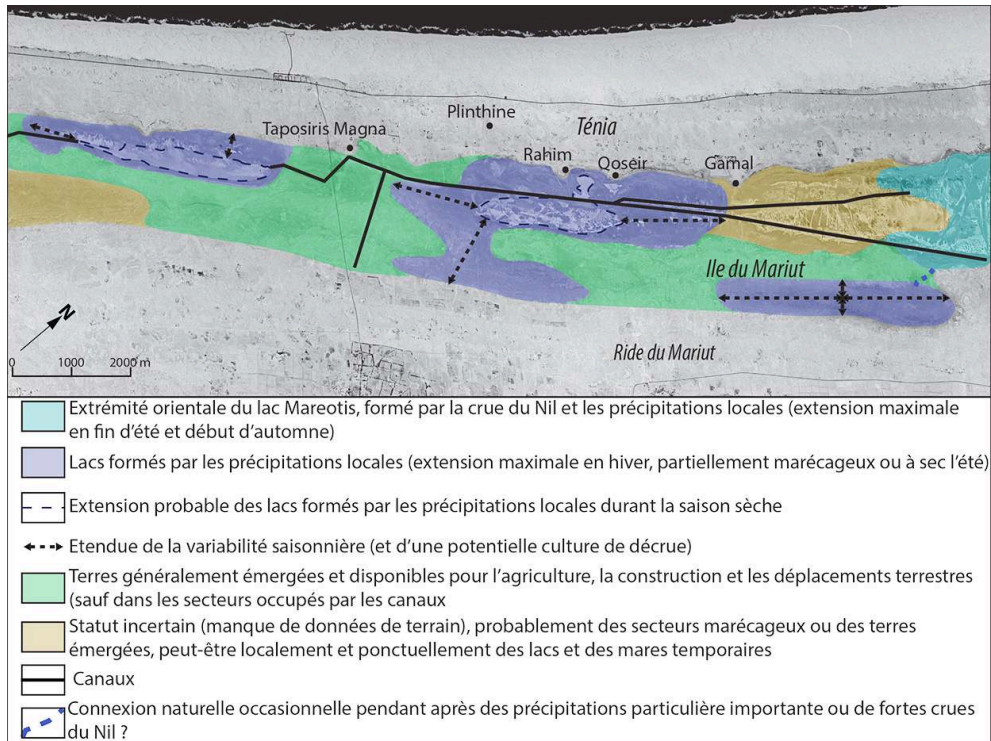 Plinthine
Ténia
Taposiris Magna
Rahim
Qoseir
Gamal
Ile du Mariut
N
0 1000 2000 m
Ride du Mariut
Extrémité orientale du lac Mareotis, formé par la crue du Nil et les précipitations locales (extension maximale
en fin d'été et début d'automne)
Lacs formés par les précipitations locales (extension maximale en hiver, partiellement marécageux ou à sec l'été)
Extension probable des lacs formés par les précipitations locales durant la saison sèche
Etendue de la variabilité saisonnière (et d'une potentielle culture de décrue)
Terres généralement émergées et disponibles pour l'agriculture, la construction et les déplacements terrestres
(sauf dans les secteurs occupés par les canaux
Statut incertain (manque de données de terrain), probablement des secteurs marécageux ou des terres
émergées, peut-être localement et ponctuellement des lacs et des mares temporaires
Canaux
Connexion naturelle occasionnelle pendant après des précipitations particulière importante ou de fortes crues
du Nil ?